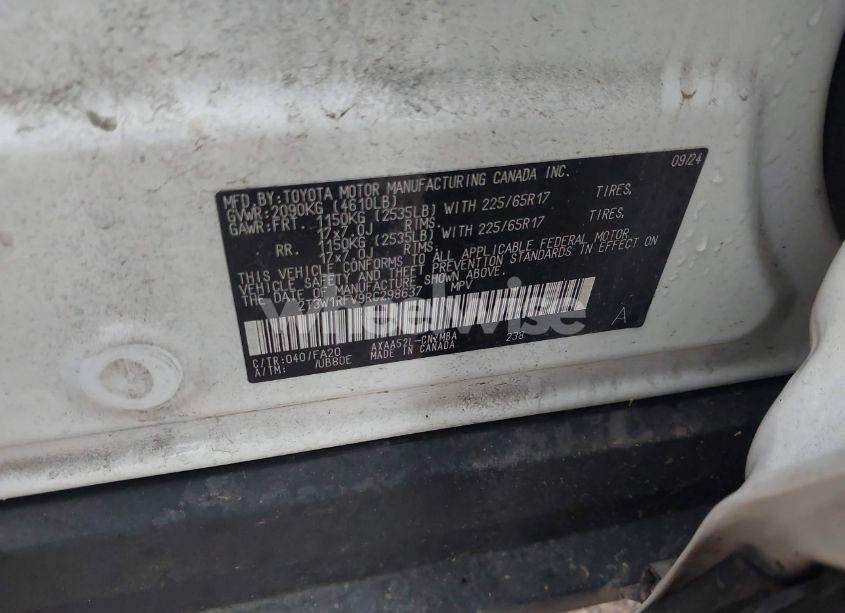 09/24
MFD.BY:TOYOTA MOTOR MANUFACTURING CANADA INC.
GVWR:2090KG (4610LB)
GAWR:FRT. 1150KG (2535LB) WITH 225/65R17 TIRES,
17x7.0J RIMS,
RR. 1150KG (2535LB) WITH 225/65R17 TIRES,
17x7.0J RIMS,
THIS VEHICLE CONFORMS TO ALL APPLICABLE FEDERAL MOTOR
VEHICLE SAFETY AND THEFT PREVENTION STANDARDS IN EFFECT ON
THE DATE OF MANUFACTURE SHOWN ABOVE.
2T3W1RFV9RC298637 MPV
wheelwise
C/TR:040/FA20 AXAA52L-CNZMBA 238 A
A/TM: /UB80E MADE IN CANADA